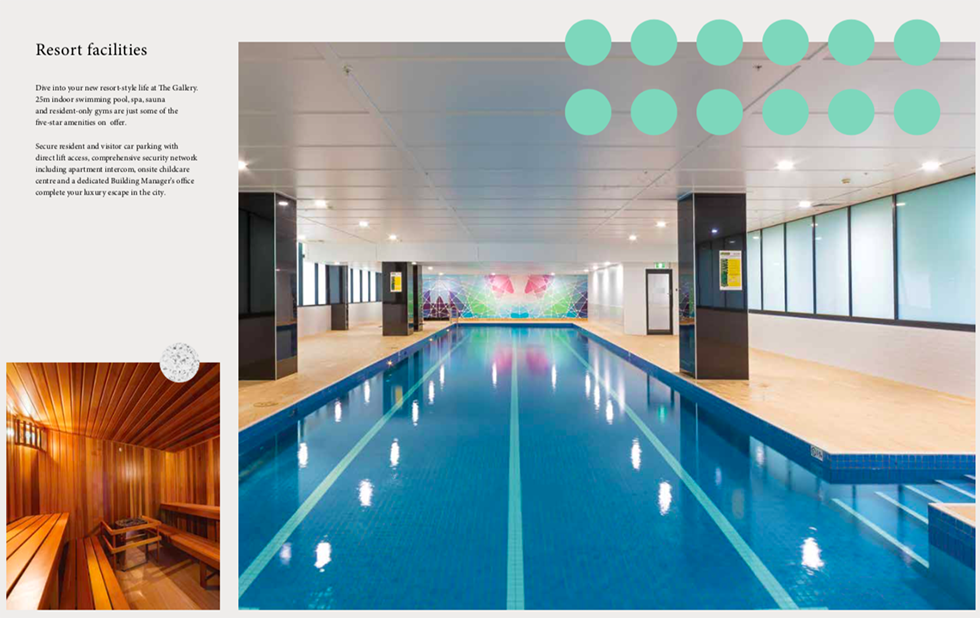 Resort facilities
Dive into your new resort-style life at The Gallery.
25m indoor swimming pool, spa, sauna
and resident-only gyms are just some of the
five-star amenities on offer.
Secure resident and visitor car parking with
direct lift access, comprehensive security network
including apartment intercom, onsite childcare
centre and a dedicated Building Manager's office
complete your luxury escape in the city.